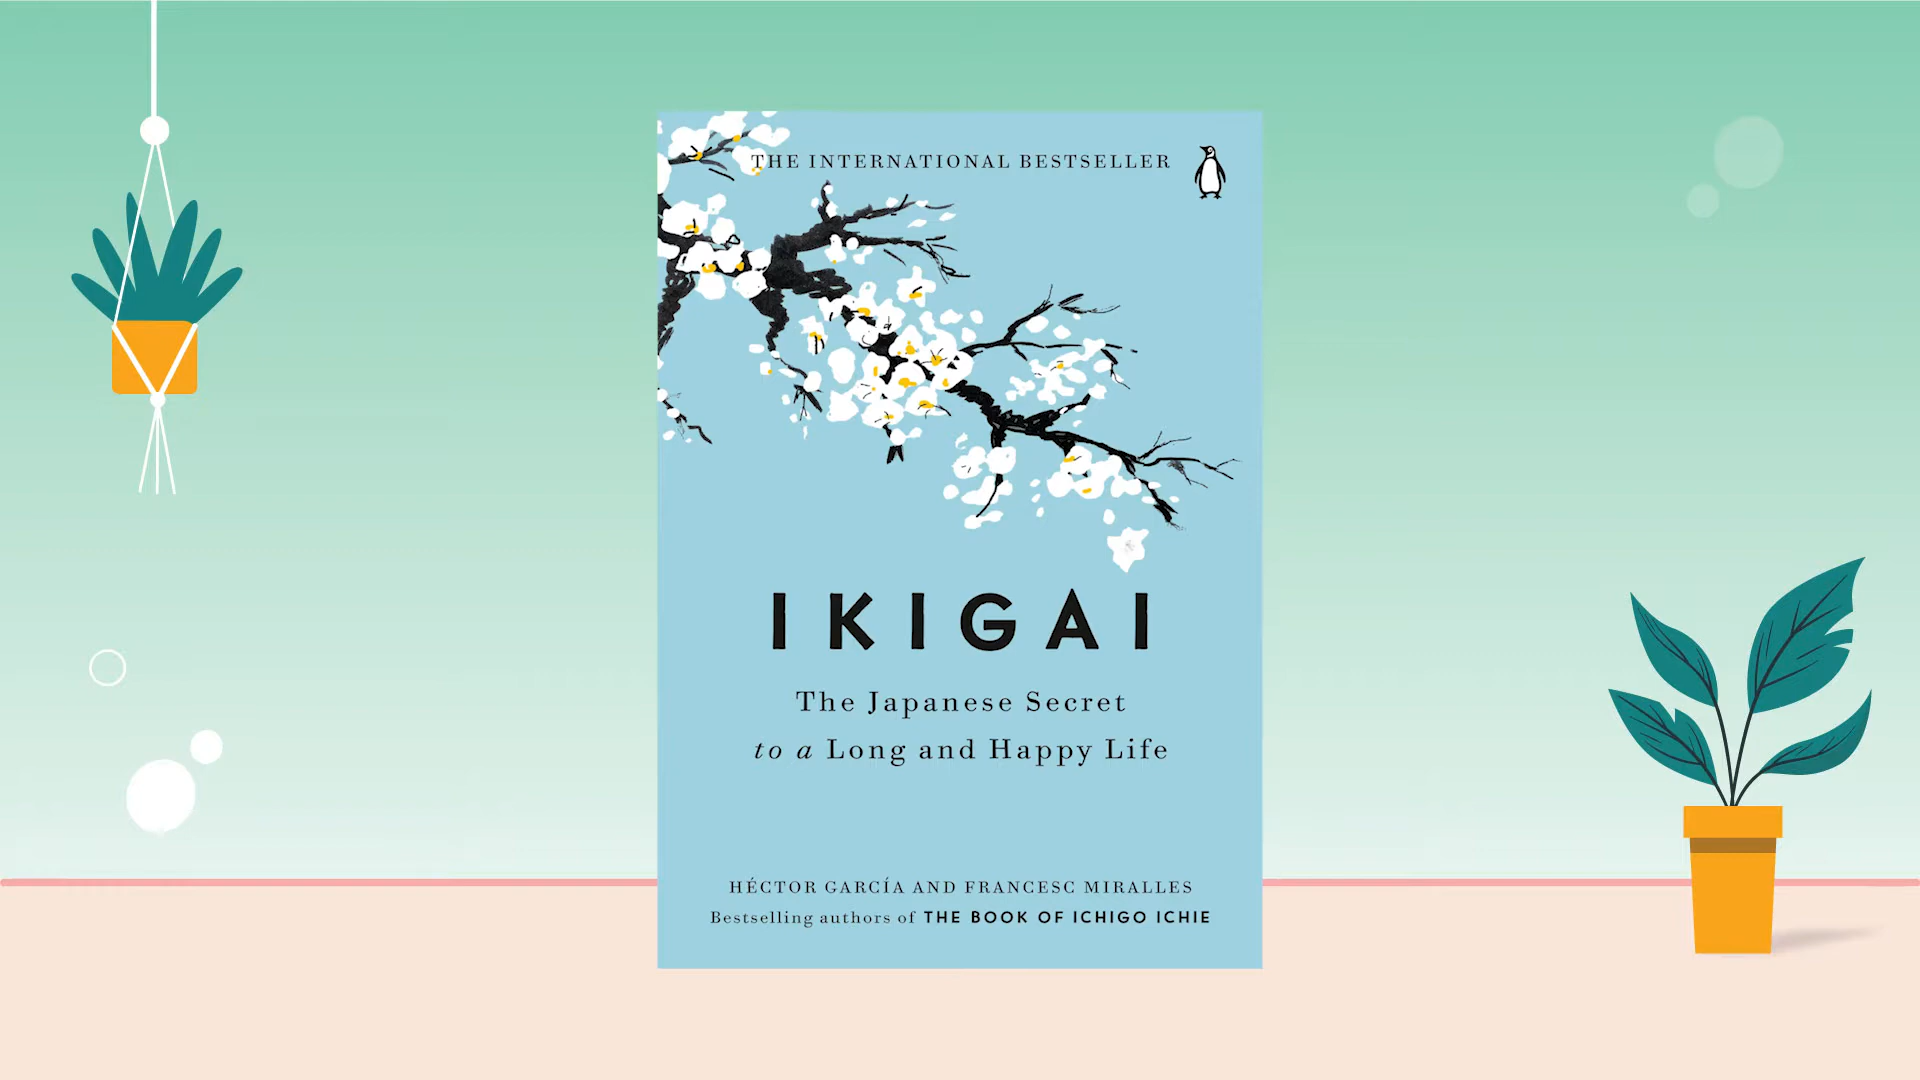 THE INTERNATIONAL BESTSELLER
IKIGAI
The Japanese Secret
to a Long and Happy Life
HÉCTOR GARCÍA AND FRANCESC MIRALLES
Bestselling authors of THE BOOK OF ICHIGO ICHIE